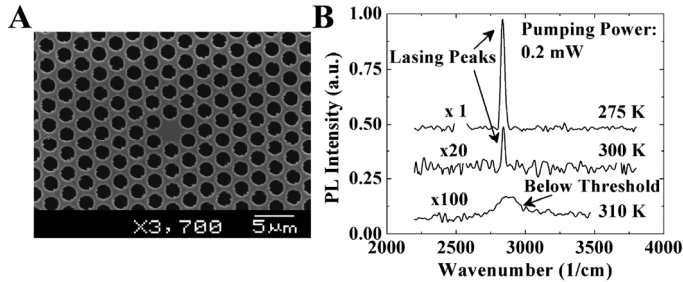 A
X3,700 5μm
B
Pumping Power:
0.2 mW
Lasing Peaks
x 1 275 K
x20 300 K
Below Threshold
x100 310 K
PL Intensity (a.u.)
1.00
0.75
0.50
0.25
0.00
2200 2500 3000 3500 4000
Wavenumber (1/cm)